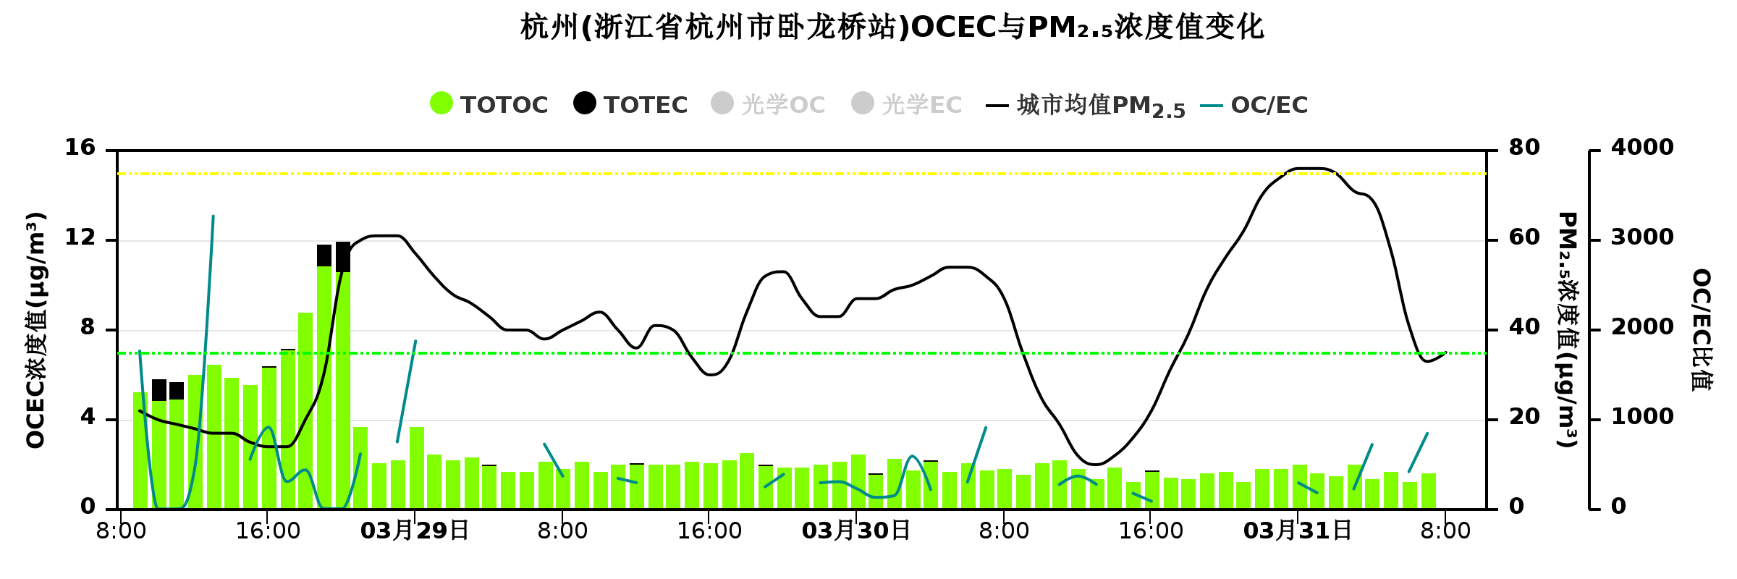 杭州(浙江省杭州市卧龙桥站)OCEC与PM₂.₅浓度值变化
TOTOC TOTEC 光学OC 光学EC 城市均值PM2.5 OC/EC
16 80 4000
12 60 3000
8 40 2000
4 20 1000
0 0 0
OCEC浓度值(μg/m³)
PM₂.₅浓度值(μg/m³)
OC/EC比值
8:00 16:00 03月29日 8:00 16:00 03月30日 8:00 16:00 03月31日 8:00